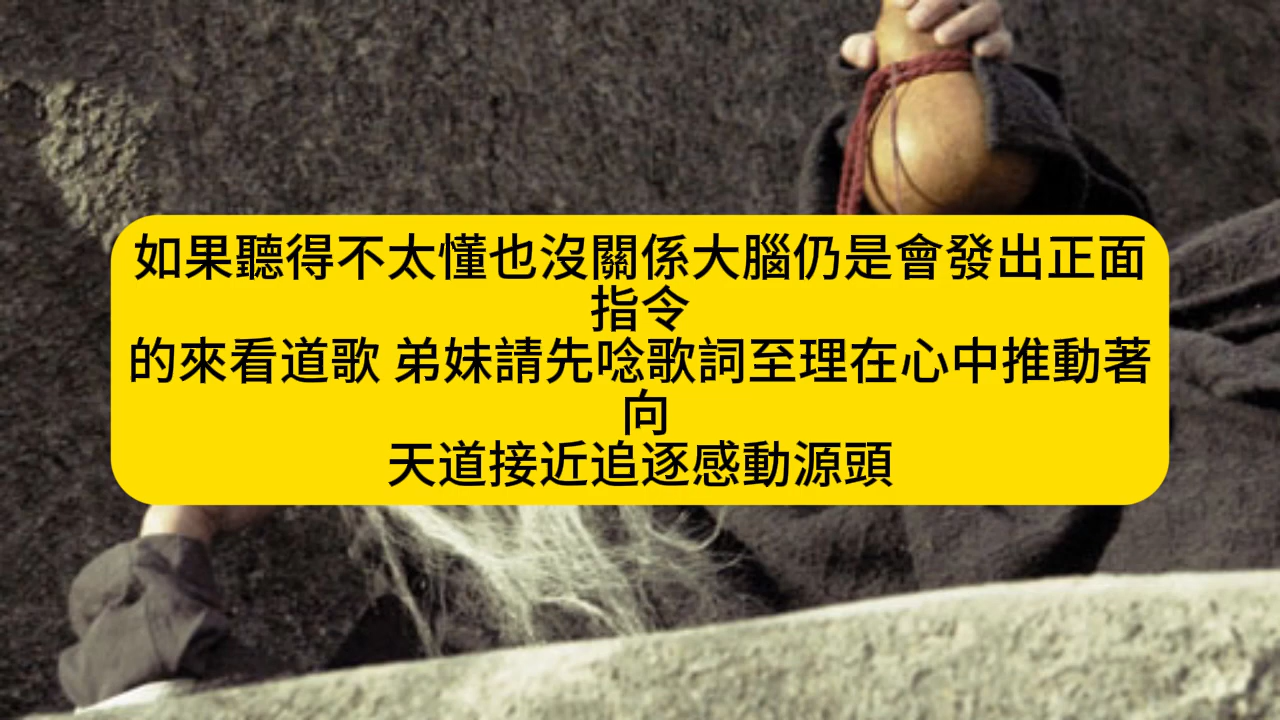 如果聽得不太懂也沒關係大腦仍是會發出正面
指令
的來看道歌 弟妹請先唸歌詞至理在心中推動著
向
天道接近追逐感動源頭